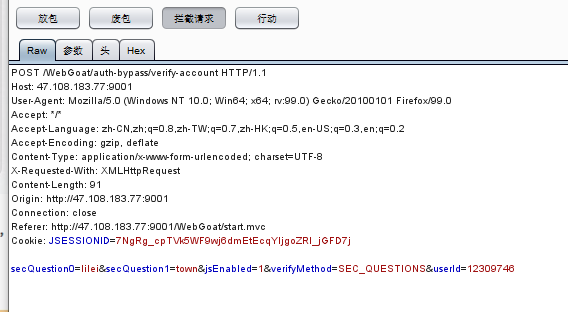 放包 废包 拦截请求 行动
Raw 参数 头 Hex
POST /WebGoat/auth-bypass/verify-account HTTP/1.1
Host: 47.108.183.77:9001
User-Agent: Mozilla/5.0 (Windows NT 10.0; Win64; x64; rv:99.0) Gecko/20100101 Firefox/99.0
Accept: */*
Accept-Language: zh-CN,zh;q=0.8,zh-TW;q=0.7,zh-HK;q=0.5,en-US;q=0.3,en;q=0.2
Accept-Encoding: gzip, deflate
Content-Type: application/x-www-form-urlencoded; charset=UTF-8
X-Requested-With: XMLHttpRequest
Content-Length: 91
Origin: http://47.108.183.77:9001
Connection: close
Referer: http://47.108.183.77:9001/WebGoat/start.mvc
Cookie: JSESSIONID=7NgRg_cpTVk5WF9wj6dmEtEcqYIjgoZRl_jGFD7j
secQuestion0=lilei&secQuestion1=town&jsEnabled=1&verifyMethod=SEC_QUESTIONS&userId=12309746